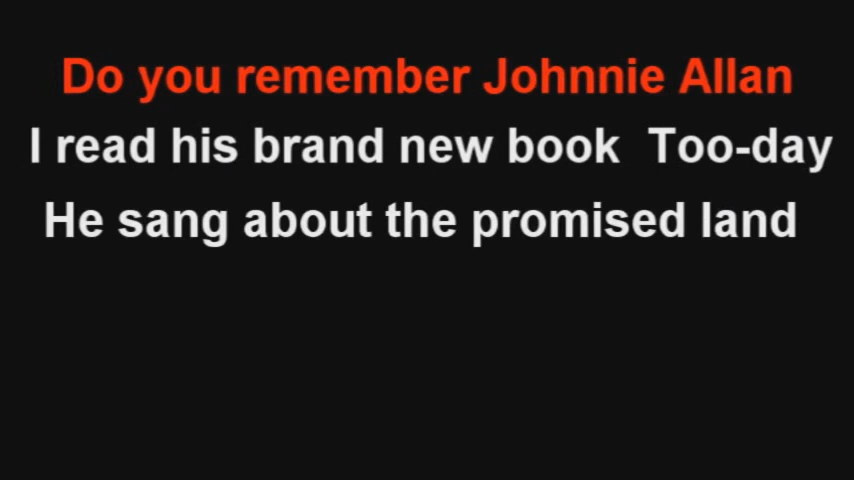 Do you remember Johnnie Allan
I read his brand new book Too-day
He sang about the promised land